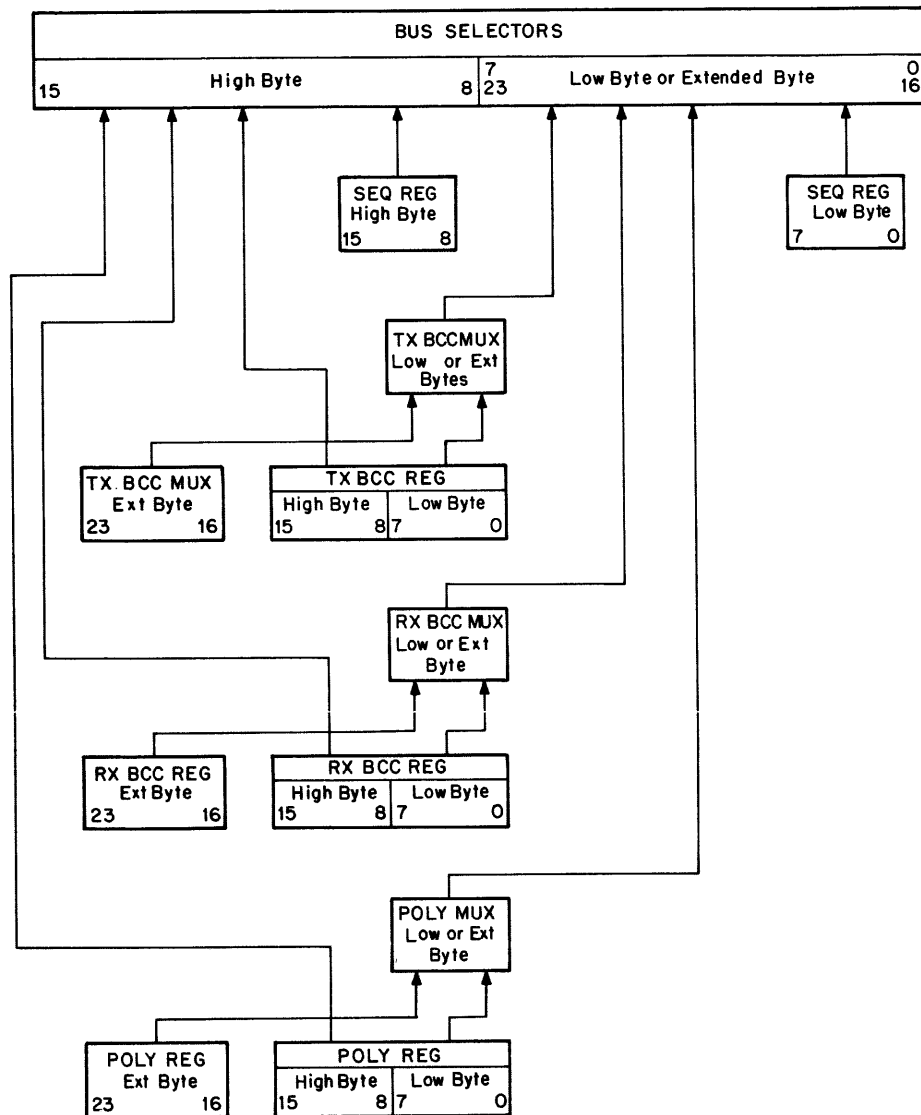 BUS SELECTORS
15 High Byte 8
7 0
23 Low Byte or Extended Byte 16
SEQ REG
High Byte
15 8
SEQ REG
Low Byte
7 0
TX BCCMUX
Low or Ext
Bytes
TX. BCC MUX
Ext Byte
23 16
TX BCC REG
High Byte Low Byte
15 8 7 0
RX BCC MUX
Low or Ext
Byte
RX BCC REG
Ext Byte
23 16
RX BCC REG
High Byte Low Byte
15 8 7 0
POLY MUX
Low or Ext
Byte
POLY REG
Ext Byte
23 16
POLY REG
High Byte Low Byte
15 8 7 0